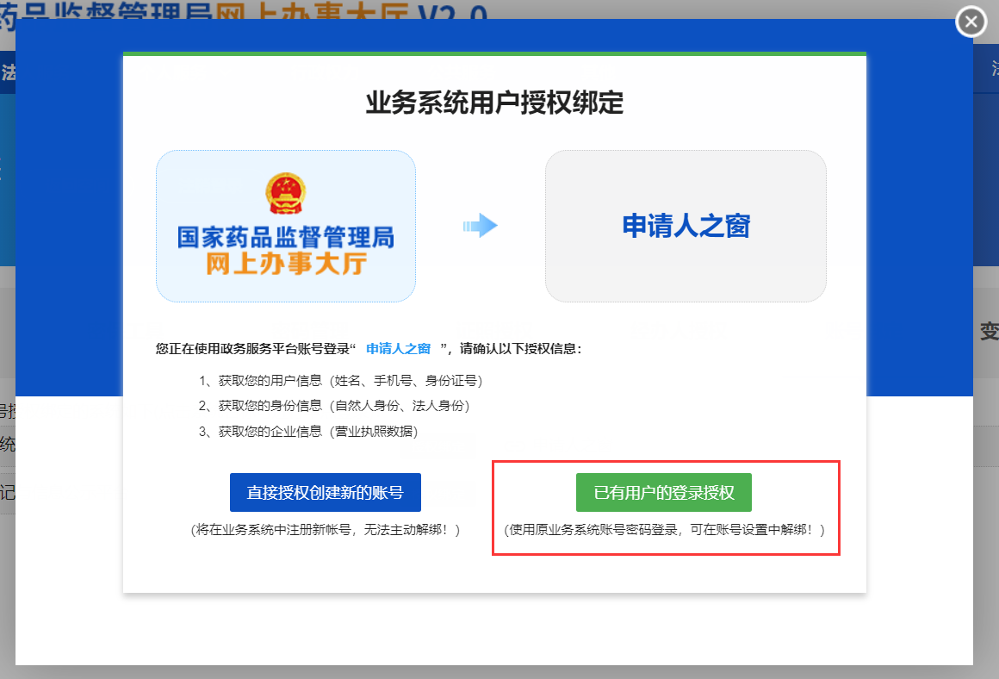 药品监督管理局网上办事大厅 V2.0
法
业务系统用户授权绑定
国家药品监督管理局
网上办事大厅
申请人之窗
变
您正在使用政务服务平台账号登录“ 申请人之窗 ”，请确认以下授权信息：
1、获取您的用户信息（姓名、手机号、身份证号）
2、获取您的身份信息（自然人身份、法人身份）
3、获取您的企业信息（营业执照数据）
统
记
直接授权创建新的账号
已有用户的登录授权
（将在业务系统中注册新帐号，无法主动解绑！）
（使用原业务系统账号密码登录，可在账号设置中解绑！）